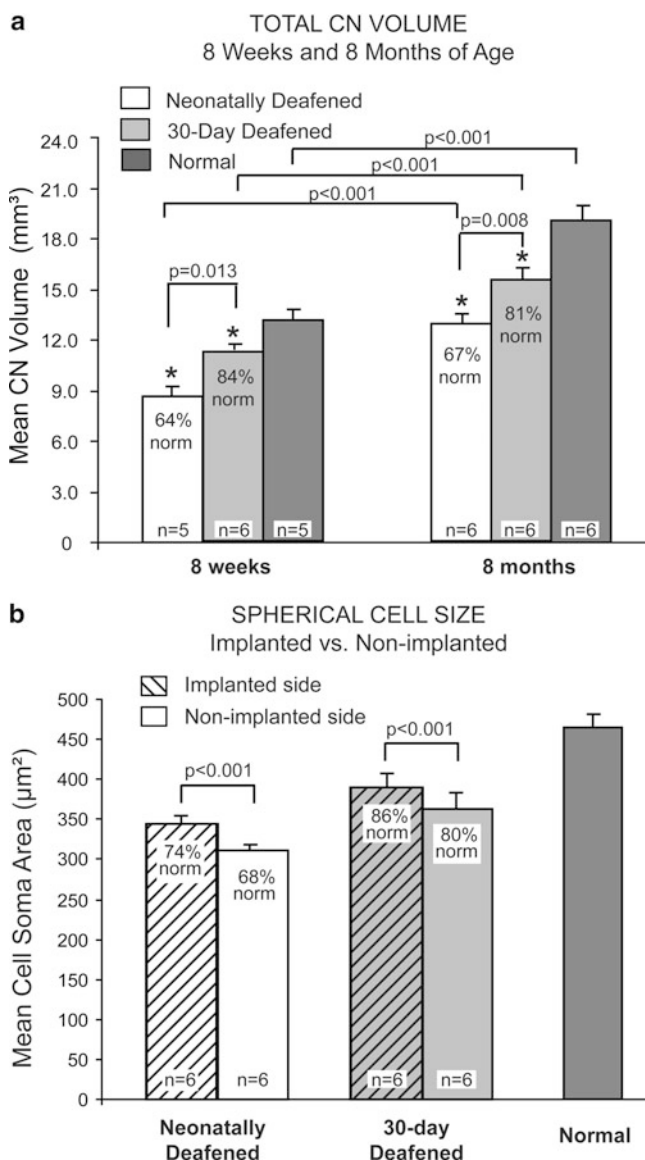 a
TOTAL CN VOLUME
8 Weeks and 8 Months of Age
Neonatally Deafened
30-Day Deafened
Normal
Mean CN Volume (mm³)
24.0
21.0
18.0
15.0
12.0
9.0
6.0
3.0
0
p<0.001
p<0.001
p<0.001
p=0.008
p=0.013
*
*
*
*
64%
norm
84%
norm
67%
norm
81%
norm
n=5
n=6
n=5
n=6
n=6
n=6
8 weeks
8 months
b
SPHERICAL CELL SIZE
Implanted vs. Non-implanted
Implanted side
Non-implanted side
Mean Cell Soma Area (µm²)
500
450
400
350
300
250
200
150
100
50
0
p<0.001
p<0.001
74%
norm
68%
norm
86%
norm
80%
norm
n=6
n=6
n=6
n=6
Neonatally
Deafened
30-day
Deafened
Normal